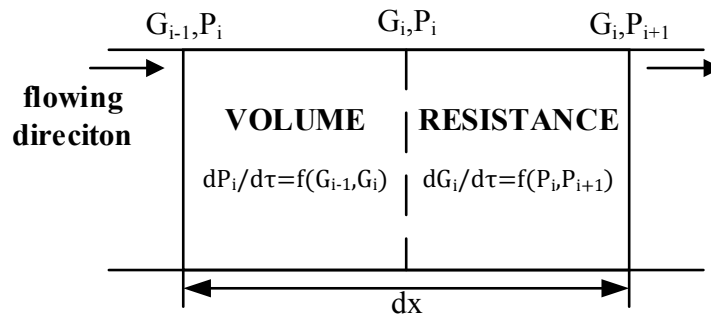 G_{i-1},P_i G_i,P_i G_i,P_{i+1}
flowing
direciton
VOLUME RESISTANCE
dP_i/dτ=f(G_{i-1},G_i) dG_i/dτ=f(P_i,P_{i+1})
dx